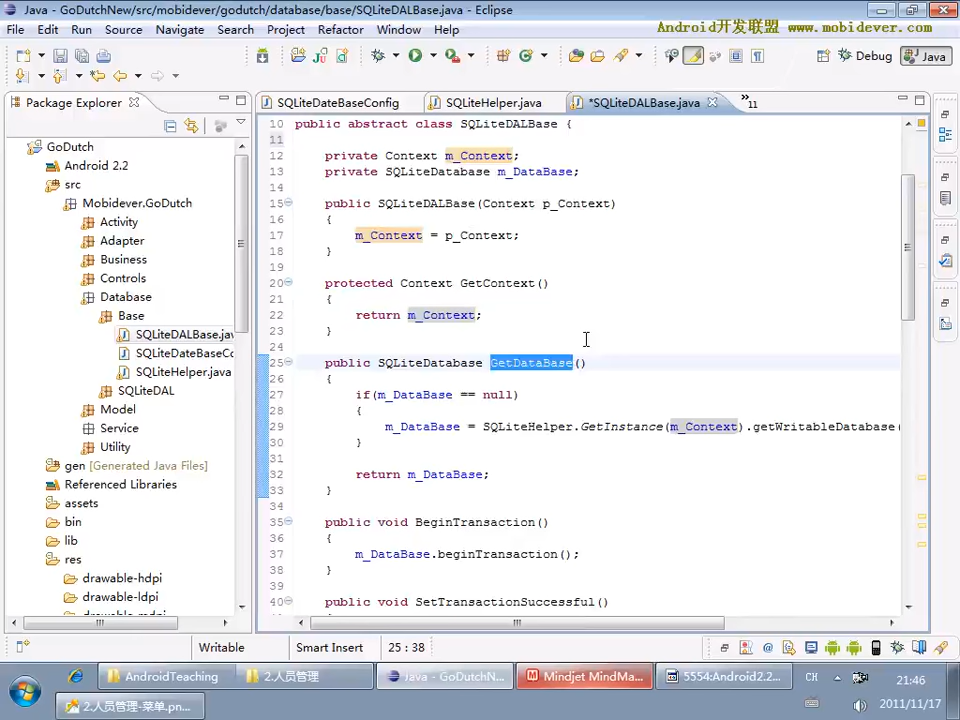 Java - GoDutchNew/src/mobidever/godutch/database/base/SQLiteDALBase.java - Eclipse
File Edit Run Source Navigate Search Project Refactor Window Help
Android开发联盟 www.mobidever.com
Debug Java
Package Explorer
SQLiteDateBaseConfig SQLiteHelper.java *SQLiteDALBase.java »11
GoDutch
Android 2.2
src
Mobidever.GoDutch
Activity
Adapter
Business
Controls
Database
Base
SQLiteDALBase.jav
SQLiteDateBaseCo
SQLiteHelper.java
SQLiteDAL
Model
Service
Utility
gen [Generated Java Files]
Referenced Libraries
assets
bin
lib
res
drawable-hdpi
drawable-ldpi
drawable-mdpi
10 public abstract class SQLiteDALBase {
11
12 private Context m_Context;
13 private SQLiteDatabase m_DataBase;
14
15 public SQLiteDALBase(Context p_Context)
16 {
17 m_Context = p_Context;
18 }
19
20 protected Context GetContext()
21 {
22 return m_Context;
23 }
24
25 public SQLiteDatabase GetDataBase()
26 {
27 if(m_DataBase == null)
28 {
29 m_DataBase = SQLiteHelper.GetInstance(m_Context).getWritableDatabase(
30 }
31
32 return m_DataBase;
33 }
34
35 public void BeginTransaction()
36 {
37 m_DataBase.beginTransaction();
38 }
39
40 public void SetTransactionSuccessful()
Writable Smart Insert 25 : 38
AndroidTeaching 2.人员管理 Java - GoDutchN... Mindjet MindMa... 5554:Android2.2... CH 21:46
2.人员管理-菜单.pn... 2011/11/17